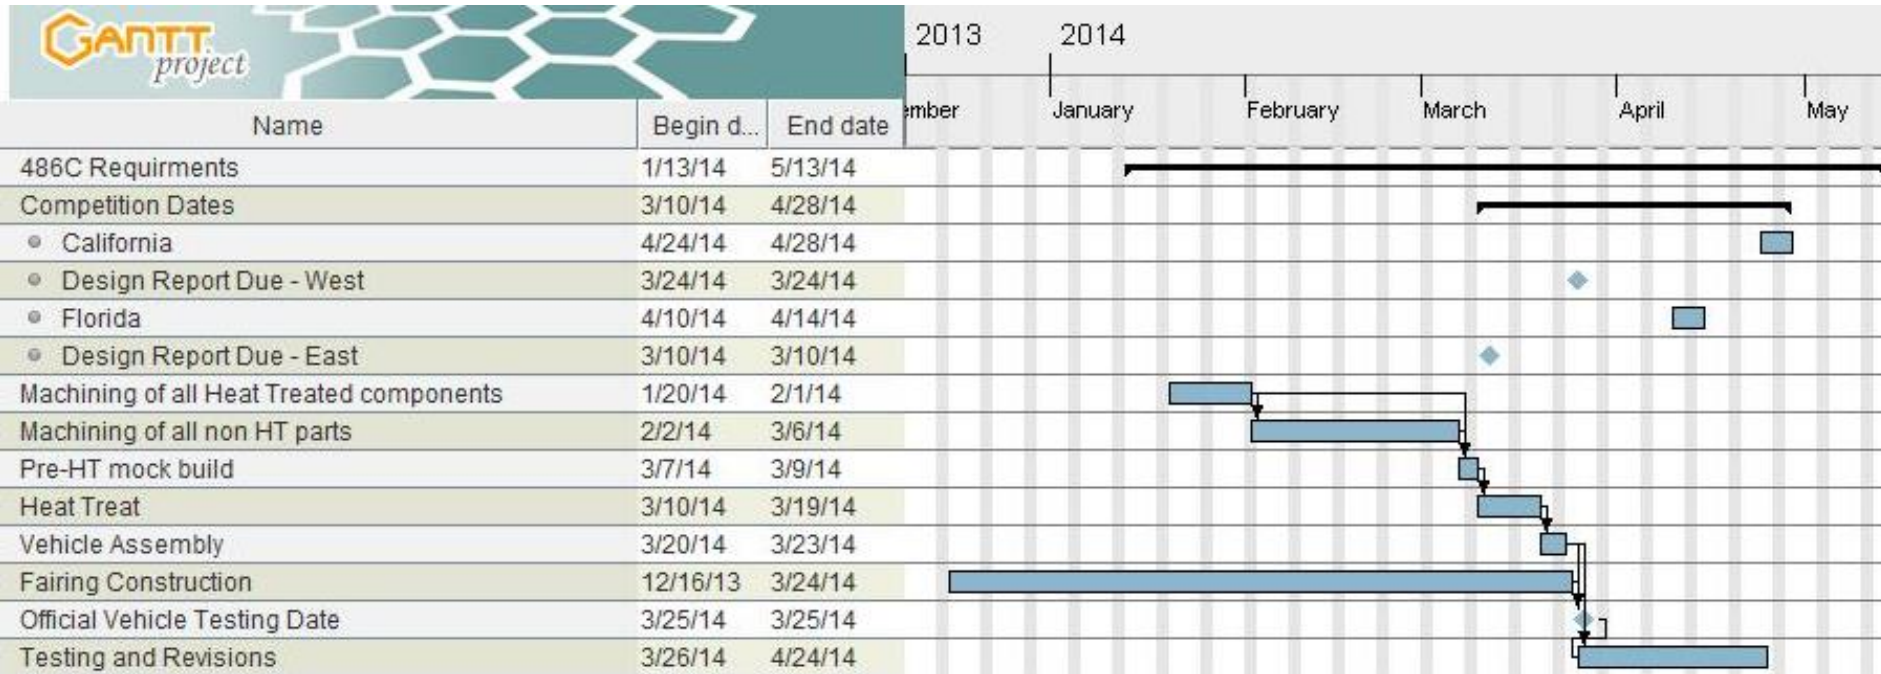 GANTT
project
2013 2014
ember January February March April May
Name Begin d... End date
486C Requirments 1/13/14 5/13/14
Competition Dates 3/10/14 4/28/14
California 4/24/14 4/28/14
Design Report Due - West 3/24/14 3/24/14
Florida 4/10/14 4/14/14
Design Report Due - East 3/10/14 3/10/14
Machining of all Heat Treated components 1/20/14 2/1/14
Machining of all non HT parts 2/2/14 3/6/14
Pre-HT mock build 3/7/14 3/9/14
Heat Treat 3/10/14 3/19/14
Vehicle Assembly 3/20/14 3/23/14
Fairing Construction 12/16/13 3/24/14
Official Vehicle Testing Date 3/25/14 3/25/14
Testing and Revisions 3/26/14 4/24/14